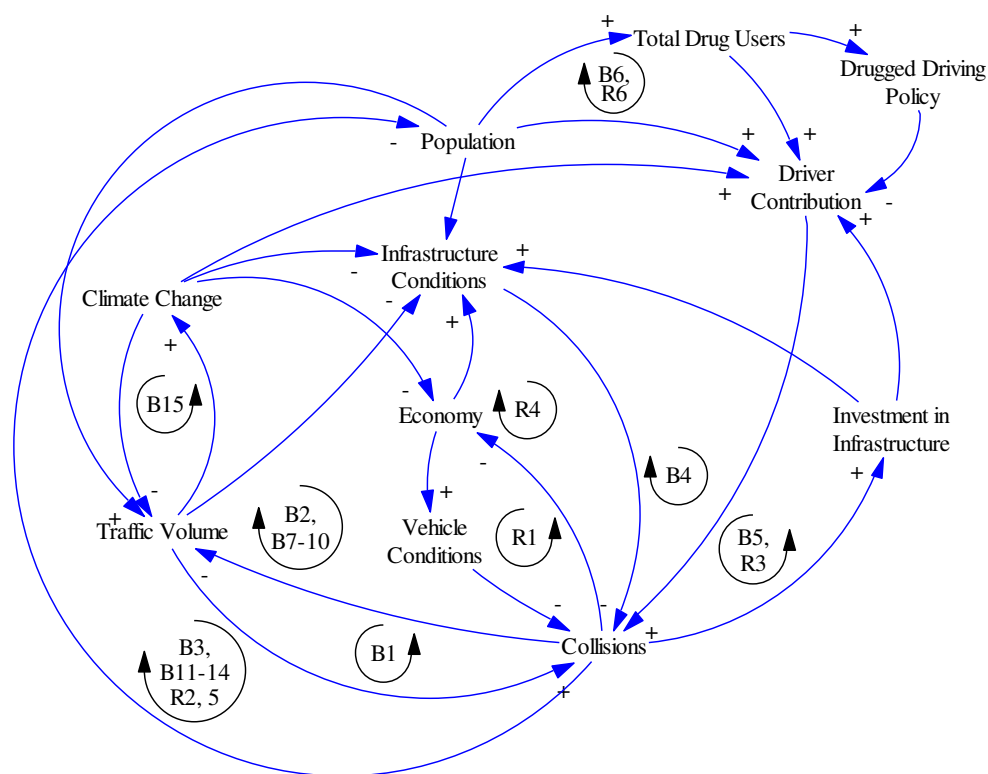 +
Total Drug Users
+
B6,
R6
Drugged Driving
Policy
-
Population
+
+
Driver
Contribution
+
-
+
Infrastructure
Conditions
+
-
-
Climate Change
+
+
B15
-
Economy
R4
Investment in
Infrastructure
-
+
B4
-
+
+
Traffic Volume
B2,
B7-10
Vehicle
Conditions
R1
B5,
R3
-
-
-
+
Collisions
B3,
B11-14
R2, 5
B1
+